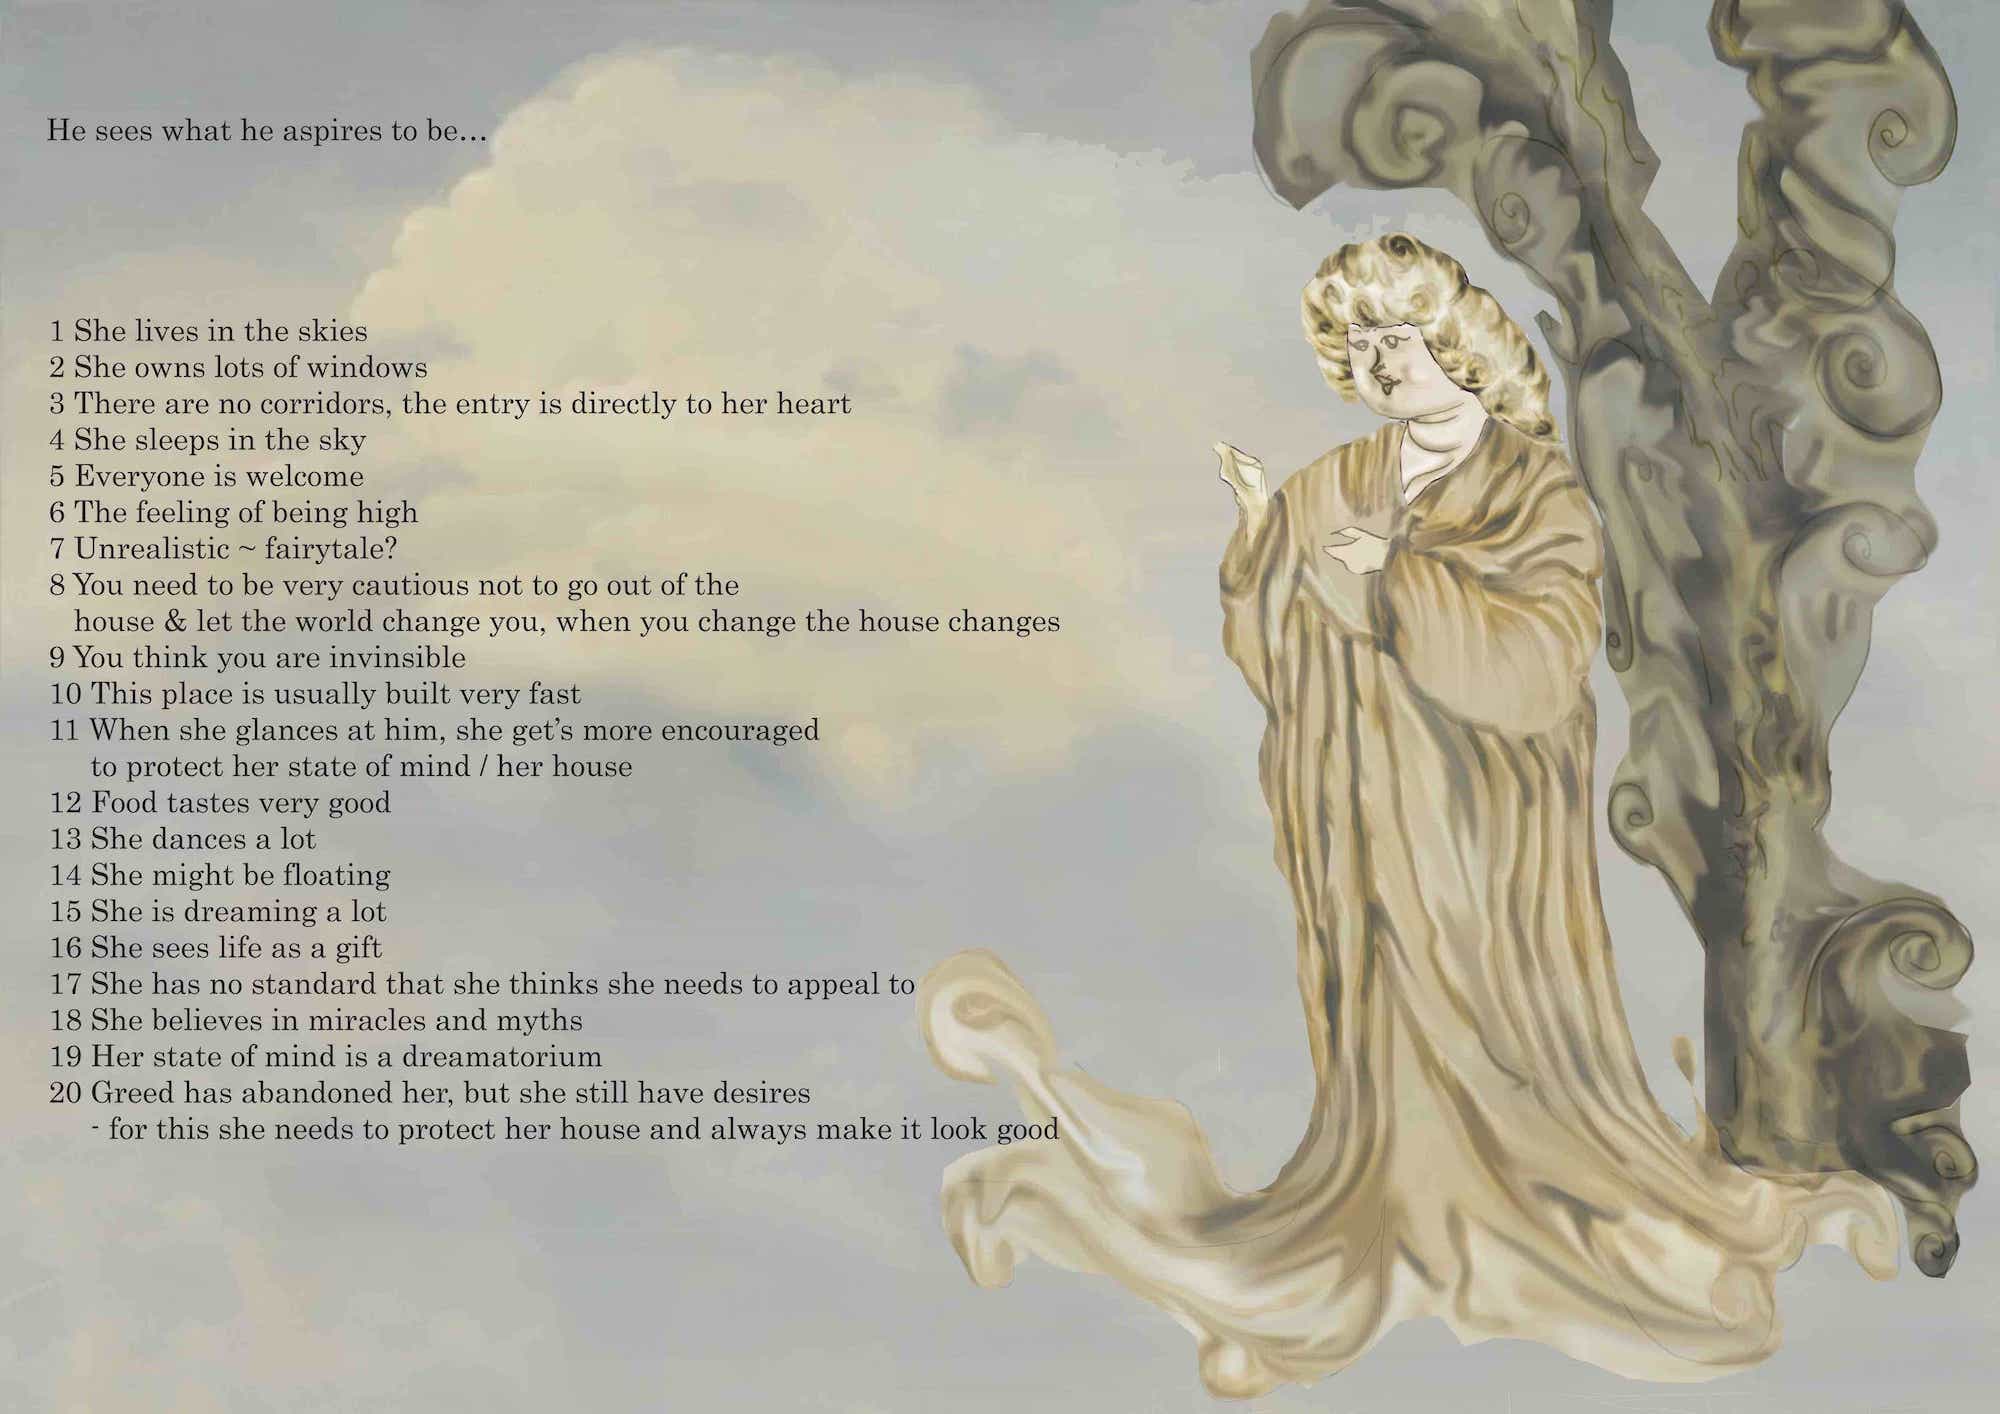 He sees what he aspires to be...
1 She lives in the skies
2 She owns lots of windows
3 There are no corridors, the entry is directly to her heart
4 She sleeps in the sky
5 Everyone is welcome
6 The feeling of being high
7 Unrealistic ~ fairytale?
8 You need to be very cautious not to go out of the
house & let the world change you, when you change the house changes
9 You think you are invinsible
10 This place is usually built very fast
11 When she glances at him, she get’s more encouraged
to protect her state of mind / her house
12 Food tastes very good
13 She dances a lot
14 She might be floating
15 She is dreaming a lot
16 She sees life as a gift
17 She has no standard that she thinks she needs to appeal to
18 She believes in miracles and myths
19 Her state of mind is a dreamatorium
20 Greed has abandoned her, but she still have desires
- for this she needs to protect her house and always make it look good